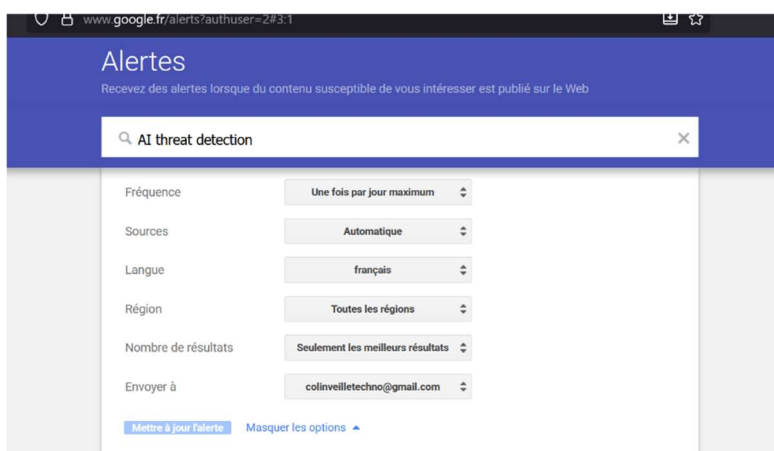 www.google.fr/alerts?authuser=2#3:1
Alertes
Recevez des alertes lorsque du contenu susceptible de vous intéresser est publié sur le Web
AI threat detection
Fréquence Une fois par jour maximum
Sources Automatique
Langue français
Région Toutes les régions
Nombre de résultats Seulement les meilleurs résultats
Envoyer à colinveilletechno@gmail.com
Mettre à jour l'alerte Masquer les options